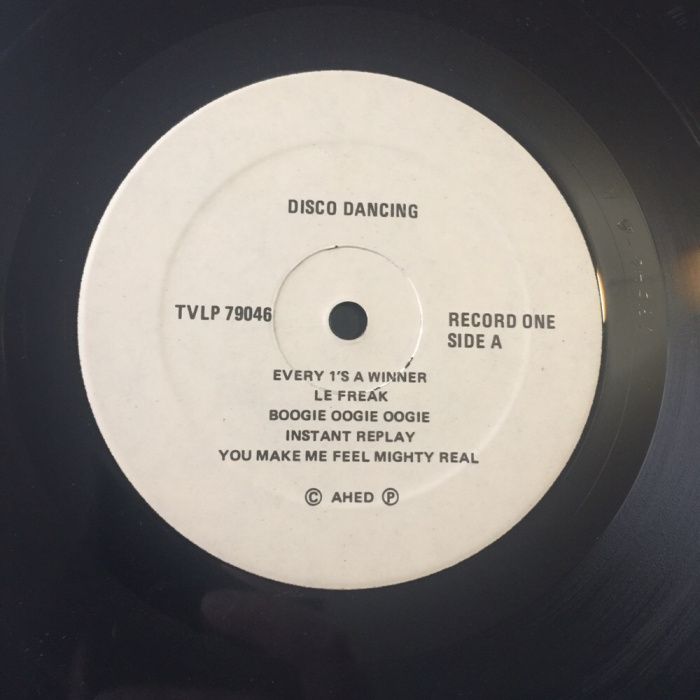 DISCO DANCING
TVLP 79046
RECORD ONE
SIDE A
EVERY 1'S A WINNER
LE FREAK
BOOGIE OOGIE OOGIE
INSTANT REPLAY
YOU MAKE ME FEEL MIGHTY REAL
Ⓒ AHED Ⓟ